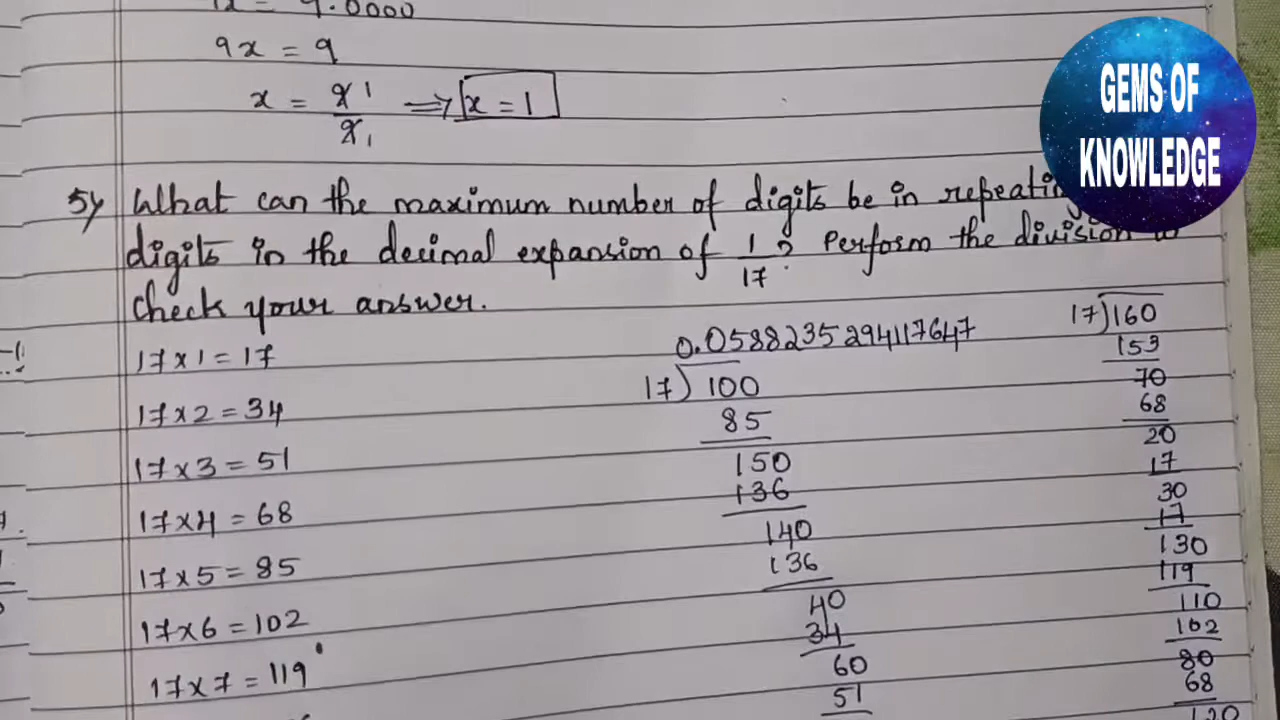 9x = 9
x = 9 1 / 9 1 ⟹ x = 1
GEMS OF
KNOWLEDGE
5) What can the maximum number of digits be in
digits in the decimal expansion of 1/17? Perform the division
check your answer.
17 x 1 = 17
17 x 2 = 34
17 x 3 = 51
17 x 4 = 68
17 x 5 = 85
17 x 6 = 102
17 x 7 = 119
0.0588235294117647
17) 100
85
150
136
140
136
40
34
60
51
17) 160
153
70
68
20
17
30
17
130
119
110
102
80
68
120